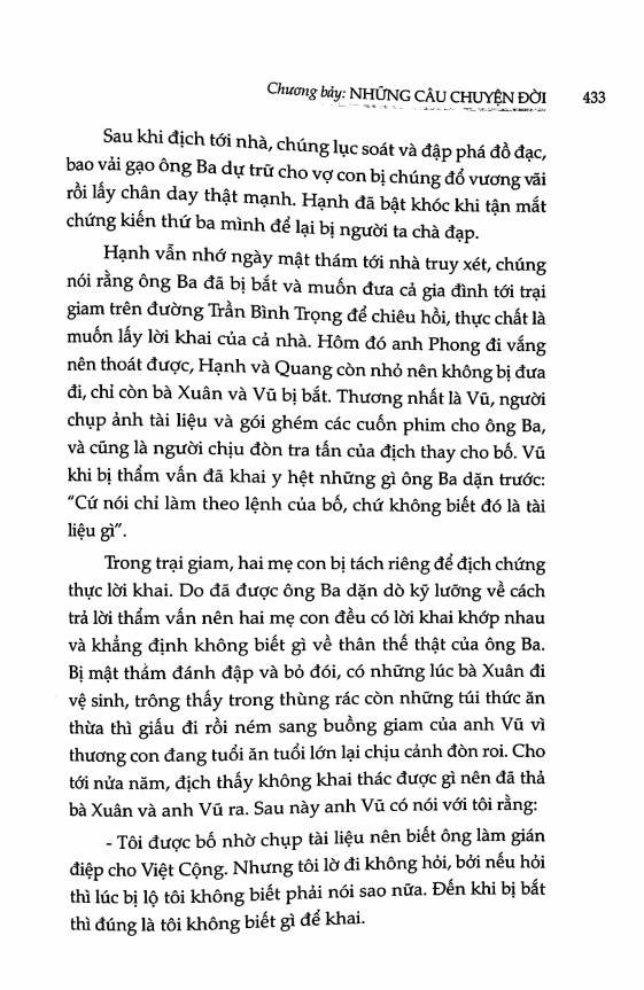 Chương bảy: NHỮNG CÂU CHUYỆN ĐỜI 433
Sau khi địch tới nhà, chúng lục soát và đập phá đồ đạc,
bao vải gạo ông Ba dự trữ cho vợ con bị chúng đổ vương vãi
rồi lấy chân day thật mạnh. Hạnh đã bật khóc khi tận mắt
chứng kiến thứ ba mình để lại bị người ta chà đạp.
Hạnh vẫn nhớ ngày mật thám tới nhà truy xét, chúng
nói rằng ông Ba đã bị bắt và muốn đưa cả gia đình tới trại
giam trên đường Trần Bình Trọng để chiêu hồi, thực chất là
muốn lấy lời khai của cả nhà. Hôm đó anh Phong đi vắng
nên thoát được, Hạnh và Quang còn nhỏ nên không bị đưa
đi, chỉ còn bà Xuân và Vũ bị bắt. Thương nhất là Vũ, người
chụp ảnh tài liệu và gói ghém các cuốn phim cho ông Ba,
và cũng là người chịu đòn tra tấn của địch thay cho bố. Vũ
khi bị thẩm vấn đã khai y hệt những gì ông Ba dặn trước:
"Cứ nói chỉ làm theo lệnh của bố, chứ không biết đó là tài
liệu gì".
Trong trại giam, hai mẹ con bị tách riêng để địch chứng
thực lời khai. Do đã được ông Ba dặn dò kỹ lưỡng về cách
trả lời thẩm vấn nên hai mẹ con đều có lời khai khớp nhau
và khẳng định không biết gì về thân thế thật của ông Ba.
Bị mật thám đánh đập và bỏ đói, có những lúc bà Xuân đi
vệ sinh, trông thấy trong thùng rác còn những túi thức ăn
thừa thì giấu đi rồi ném sang buồng giam của anh Vũ vì
thương con đang tuổi ăn tuổi lớn lại chịu cảnh đòn roi. Cho
tới nửa năm, địch thấy không khai thác được gì nên đã thả
bà Xuân và anh Vũ ra. Sau này anh Vũ có nói với tôi rằng:
- Tôi được bố nhờ chụp tài liệu nên biết ông làm gián
điệp cho Việt Cộng. Nhưng tôi lờ đi không hỏi, bởi nếu hỏi
thì lúc bị lộ tôi không biết phải nói sao nữa. Đến khi bị bắt
thì đúng là tôi không biết gì để khai.